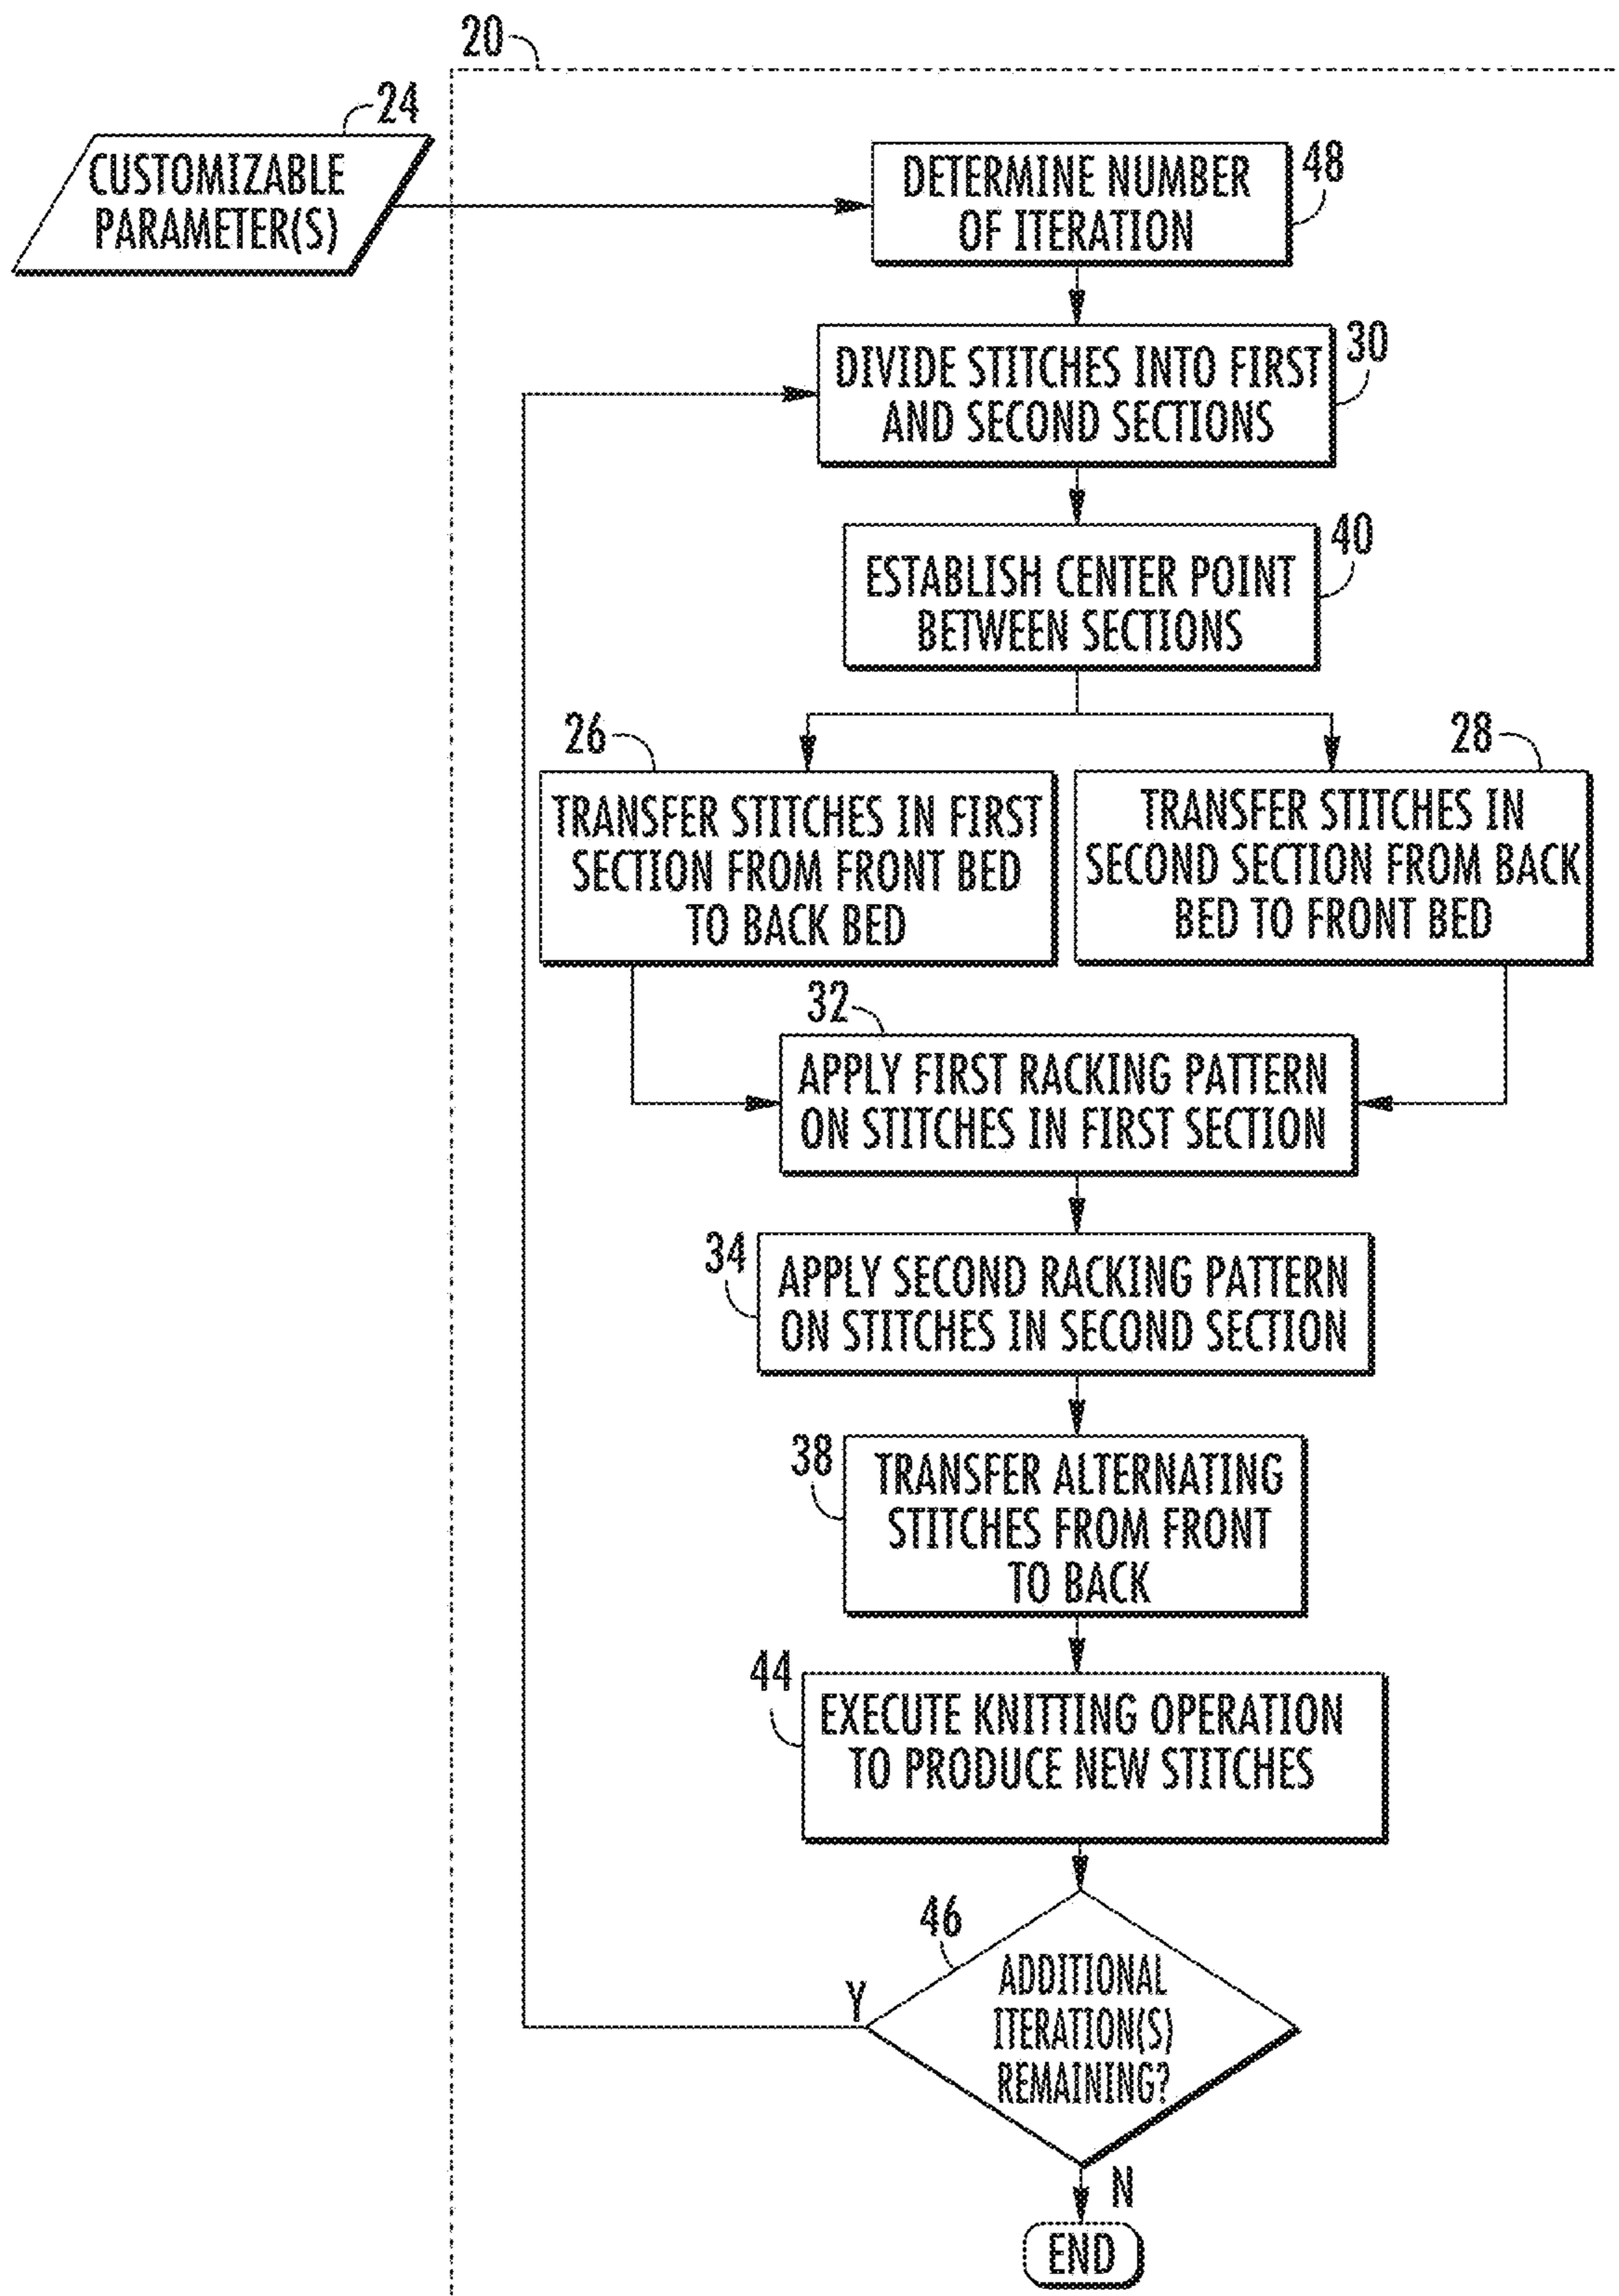 20
24
CUSTOMIZABLE
PARAMETER(S)
DETERMINE NUMBER
OF ITERATION
48
DIVIDE STITCHES INTO FIRST
AND SECOND SECTIONS
30
ESTABLISH CENTER POINT
BETWEEN SECTIONS
40
26
TRANSFER STITCHES IN FIRST
SECTION FROM FRONT BED
TO BACK BED
28
TRANSFER STITCHES IN
SECOND SECTION FROM BACK
BED TO FRONT BED
32
APPLY FIRST RACKING PATTERN
ON STITCHES IN FIRST SECTION
34
APPLY SECOND RACKING PATTERN
ON STITCHES IN SECOND SECTION
38
TRANSFER ALTERNATING
STITCHES FROM FRONT
TO BACK
44
EXECUTE KNITTING OPERATION
TO PRODUCE NEW STITCHES
46
ADDITIONAL
ITERATION(S)
REMAINING?
Y
N
END